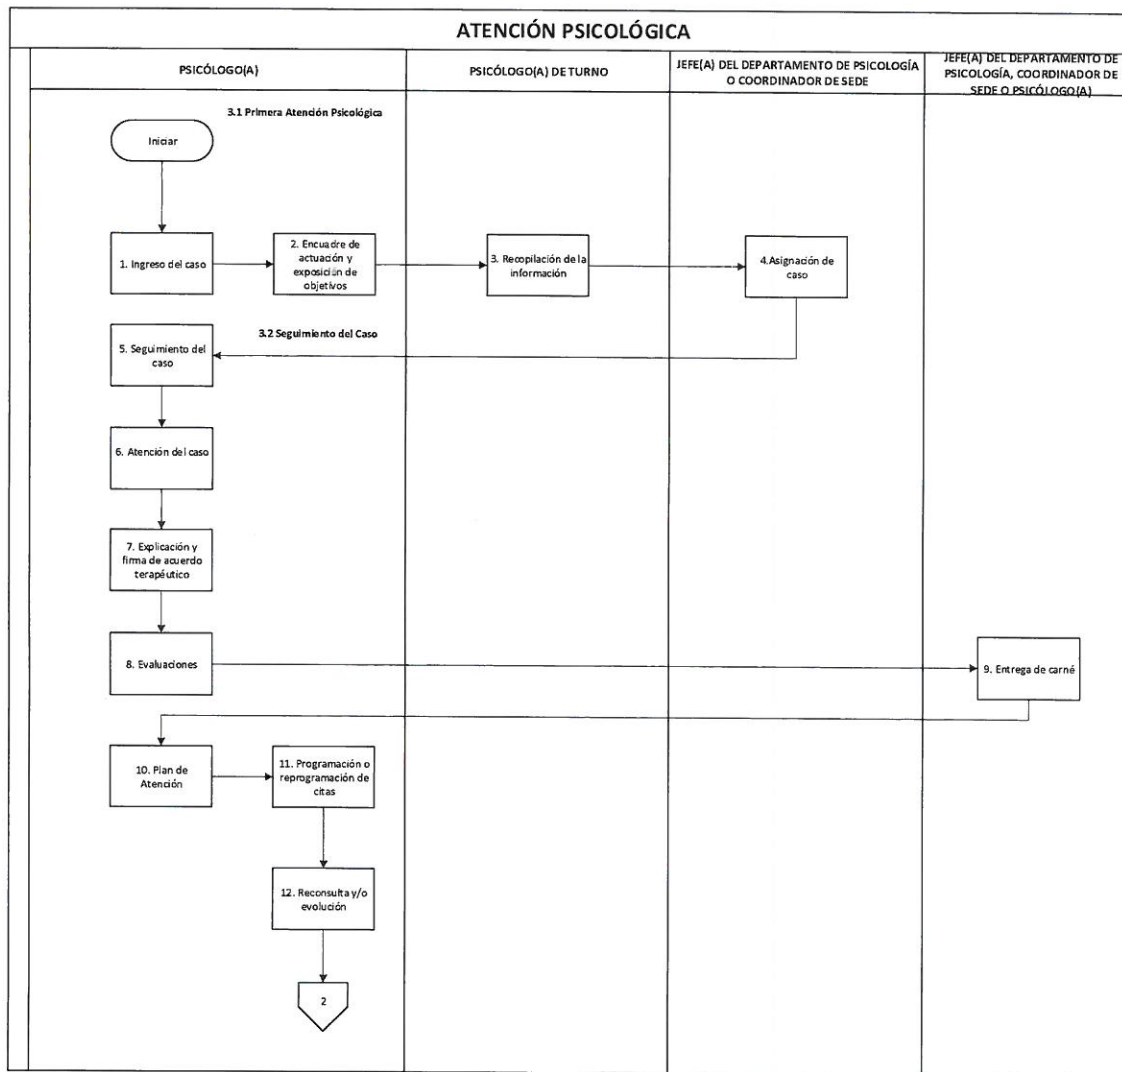 ATENCIÓN PSICOLÓGICA
PSICÓLOGO(A)
PSICÓLOGO(A) DE TURNO
JEFE(A) DEL DEPARTAMENTO DE PSICOLOGÍA
O COORDINADOR DE SEDE
JEFE(A) DEL DEPARTAMENTO DE
PSICOLOGÍA, COORDINADOR DE
SEDE O PSICÓLOGO(A)
3.1 Primera Atención Psicológica
Iniciar
1. Ingreso del caso
2. Encuadre de
actuación y
exposición de
objetivos
3. Recopilación de la
información
4.Asignación de
caso
3.2 Seguimiento del Caso
5. Seguimiento del
caso
6. Atención del caso
7. Explicación y
firma de acuerdo
terapéutico
8. Evaluaciones
9. Entrega de carné
10. Plan de
Atención
11. Programación o
reprogramación de
citas
12. Reconsulta y/o
evolución
2